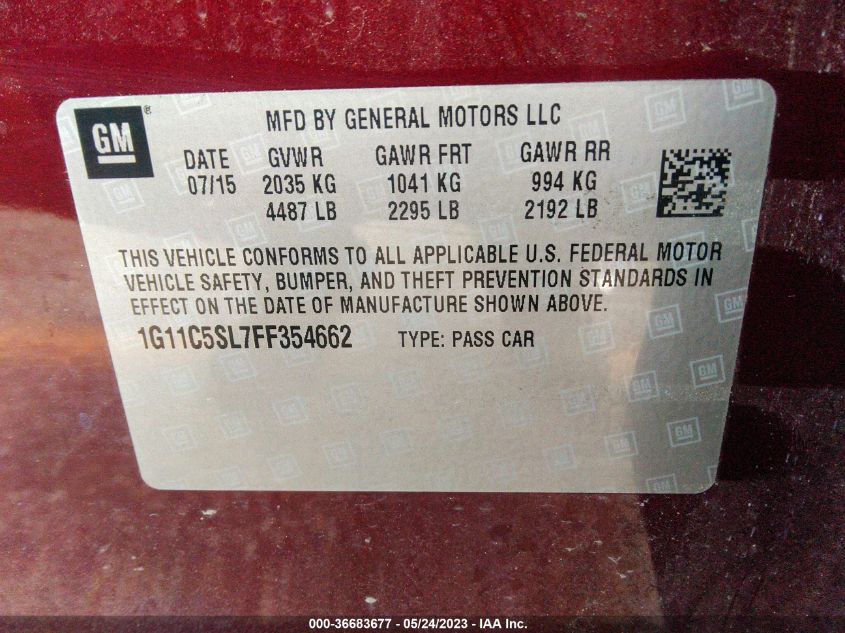 GM ®
MFD BY GENERAL MOTORS LLC
DATE GVWR GAWR FRT GAWR RR
07/15 2035 KG 1041 KG 994 KG
4487 LB 2295 LB 2192 LB
THIS VEHICLE CONFORMS TO ALL APPLICABLE U.S. FEDERAL MOTOR
VEHICLE SAFETY, BUMPER, AND THEFT PREVENTION STANDARDS IN
EFFECT ON THE DATE OF MANUFACTURE SHOWN ABOVE.
1G11C5SL7FF354662 TYPE: PASS CAR
000-36683677 - 05/24/2023 - IAA Inc.